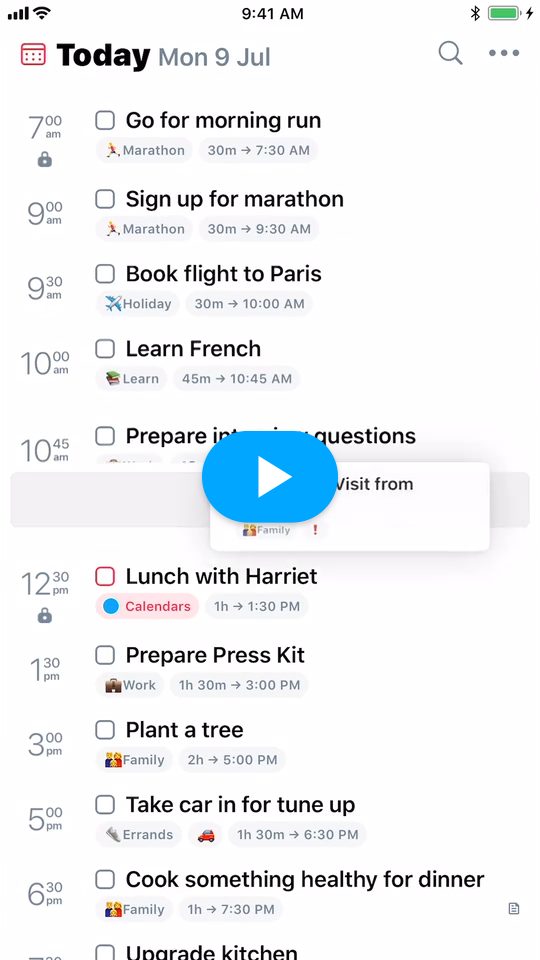 9:41 AM
Today Mon 9 Jul
7 00 am
Go for morning run
Marathon 30m → 7:30 AM
9 00 am
Sign up for marathon
Marathon 30m → 9:30 AM
9 30 am
Book flight to Paris
Holiday 30m → 10:00 AM
10 00 am
Learn French
Learn 45m → 10:45 AM
10 45 am
Prepare questions
Visit from
Family
12 30 pm
Lunch with Harriet
Calendars 1h → 1:30 PM
1 30 pm
Prepare Press Kit
Work 1h 30m → 3:00 PM
3 00 pm
Plant a tree
Family 2h → 5:00 PM
5 00 pm
Take car in for tune up
Errands 1h 30m → 6:30 PM
6 30 pm
Cook something healthy for dinner
Family 1h → 7:30 PM
Upgrade kitchen